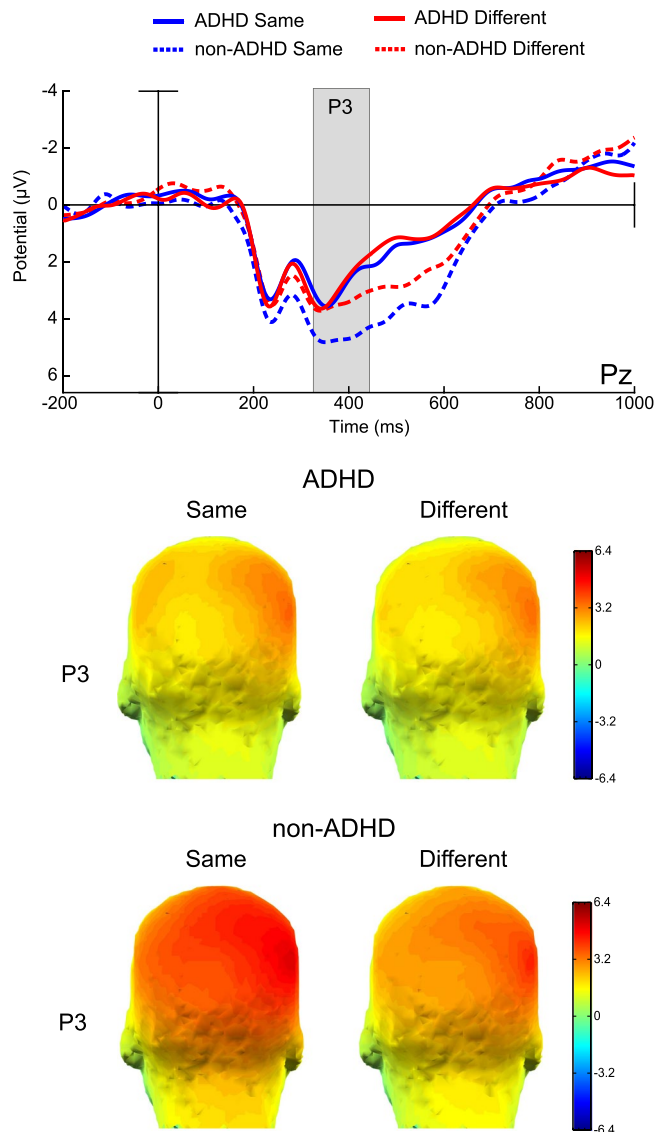 ADHD Same
ADHD Different
non-ADHD Same
non-ADHD Different
Potential (µV)
-4
-2
0
2
4
6
P3
Pz
-200 0 200 400 600 800 1000
Time (ms)
ADHD
Same Different
P3
6.4
3.2
0
-3.2
-6.4
non-ADHD
Same Different
P3
6.4
3.2
0
-3.2
-6.4